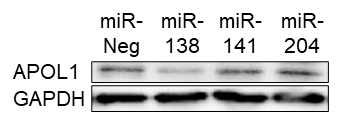 miR- miR- miR- miR-
Neg 138 141 204
APOL1
GAPDH